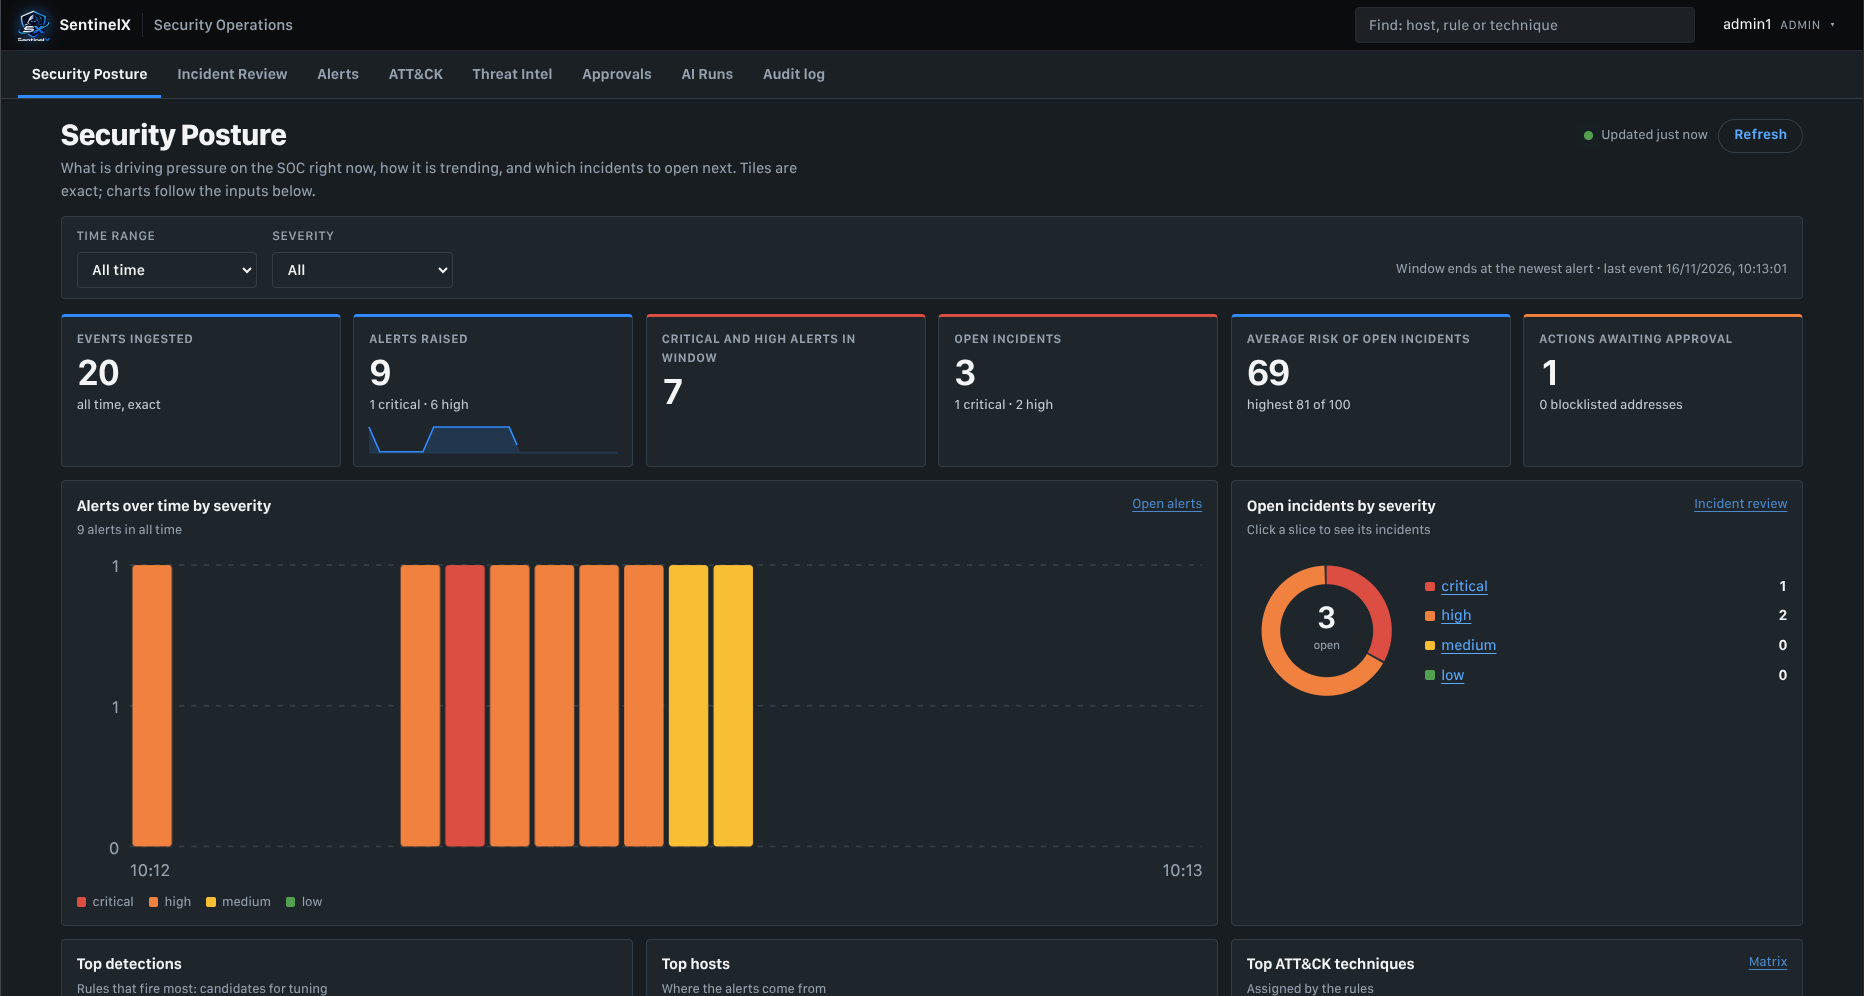 SentinelX
Security Operations
Find: host, rule or technique
admin1 ADMIN
Security Posture
Incident Review
Alerts
ATT&CK
Threat Intel
Approvals
AI Runs
Audit log
Security Posture
Updated just now
Refresh
What is driving pressure on the SOC right now, how it is trending, and which incidents to open next. Tiles are
exact; charts follow the inputs below.
TIME RANGE
SEVERITY
All time
All
Window ends at the newest alert · last event 16/11/2026, 10:13:01
EVENTS INGESTED
20
all time, exact
ALERTS RAISED
9
1 critical · 6 high
CRITICAL AND HIGH ALERTS IN
WINDOW
7
OPEN INCIDENTS
3
1 critical · 2 high
AVERAGE RISK OF OPEN INCIDENTS
69
highest 81 of 100
ACTIONS AWAITING APPROVAL
1
0 blocklisted addresses
Alerts over time by severity
Open alerts
9 alerts in all time
1
1
0
10:12
10:13
critical
high
medium
low
Open incidents by severity
Incident review
Click a slice to see its incidents
3
open
critical 1
high 2
medium 0
low 0
Top detections
Rules that fire most: candidates for tuning
Top hosts
Where the alerts come from
Top ATT&CK techniques
Matrix
Assigned by the rules